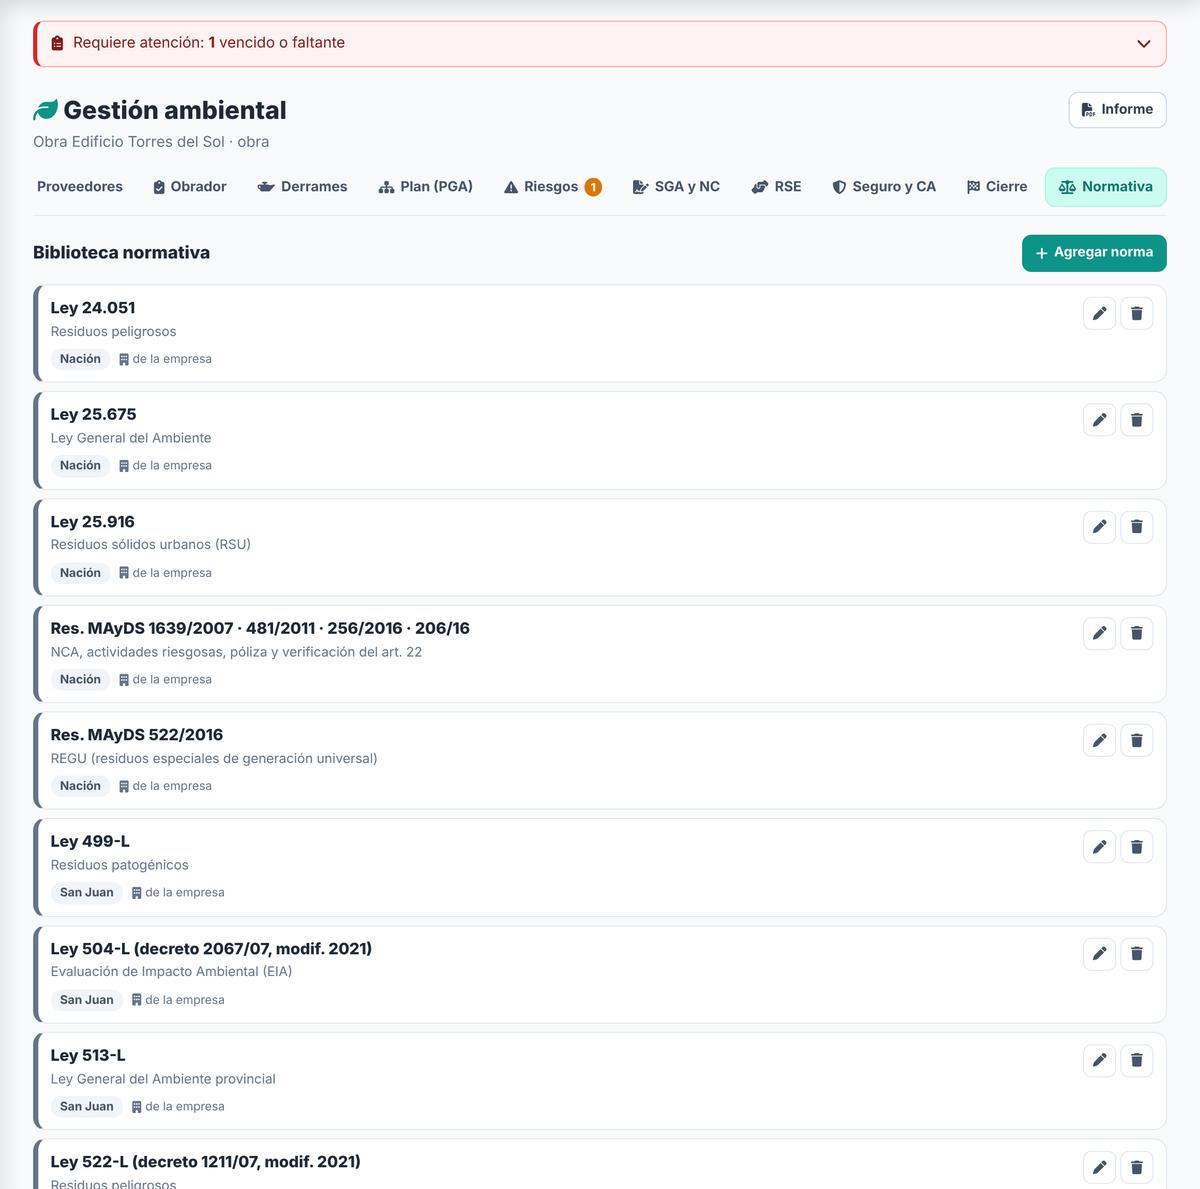 Requiere atención: 1 vencido o faltante
Gestión ambiental
Informe
Obra Edificio Torres del Sol · obra
Proveedores
Obrador
Derrames
Plan (PGA)
Riesgos 1
SGA y NC
RSE
Seguro y CA
Cierre
Normativa
Biblioteca normativa
+ Agregar norma
Ley 24.051
Residuos peligrosos
Nación de la empresa
Ley 25.675
Ley General del Ambiente
Nación de la empresa
Ley 25.916
Residuos sólidos urbanos (RSU)
Nación de la empresa
Res. MAyDS 1639/2007 · 481/2011 · 256/2016 · 206/16
NCA, actividades riesgosas, póliza y verificación del art. 22
Nación de la empresa
Res. MAyDS 522/2016
REGU (residuos especiales de generación universal)
Nación de la empresa
Ley 499-L
Residuos patogénicos
San Juan de la empresa
Ley 504-L (decreto 2067/07, modif. 2021)
Evaluación de Impacto Ambiental (EIA)
San Juan de la empresa
Ley 513-L
Ley General del Ambiente provincial
San Juan de la empresa
Ley 522-L (decreto 1211/07, modif. 2021)
Residuos peligrosos